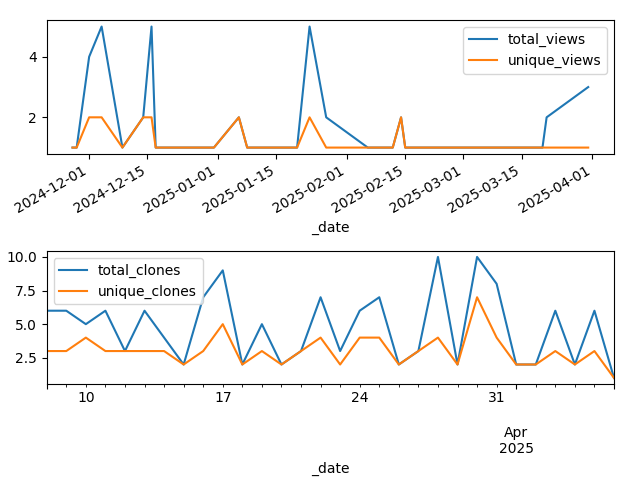 4
2
total_views
unique_views
2024-12-01
2024-12-15
2025-01-01
2025-01-15
2025-02-01
2025-02-15
2025-03-01
2025-03-15
2025-04-01
_date
10.0
7.5
5.0
2.5
total_clones
unique_clones
10
17
24
31
Apr
2025
_date